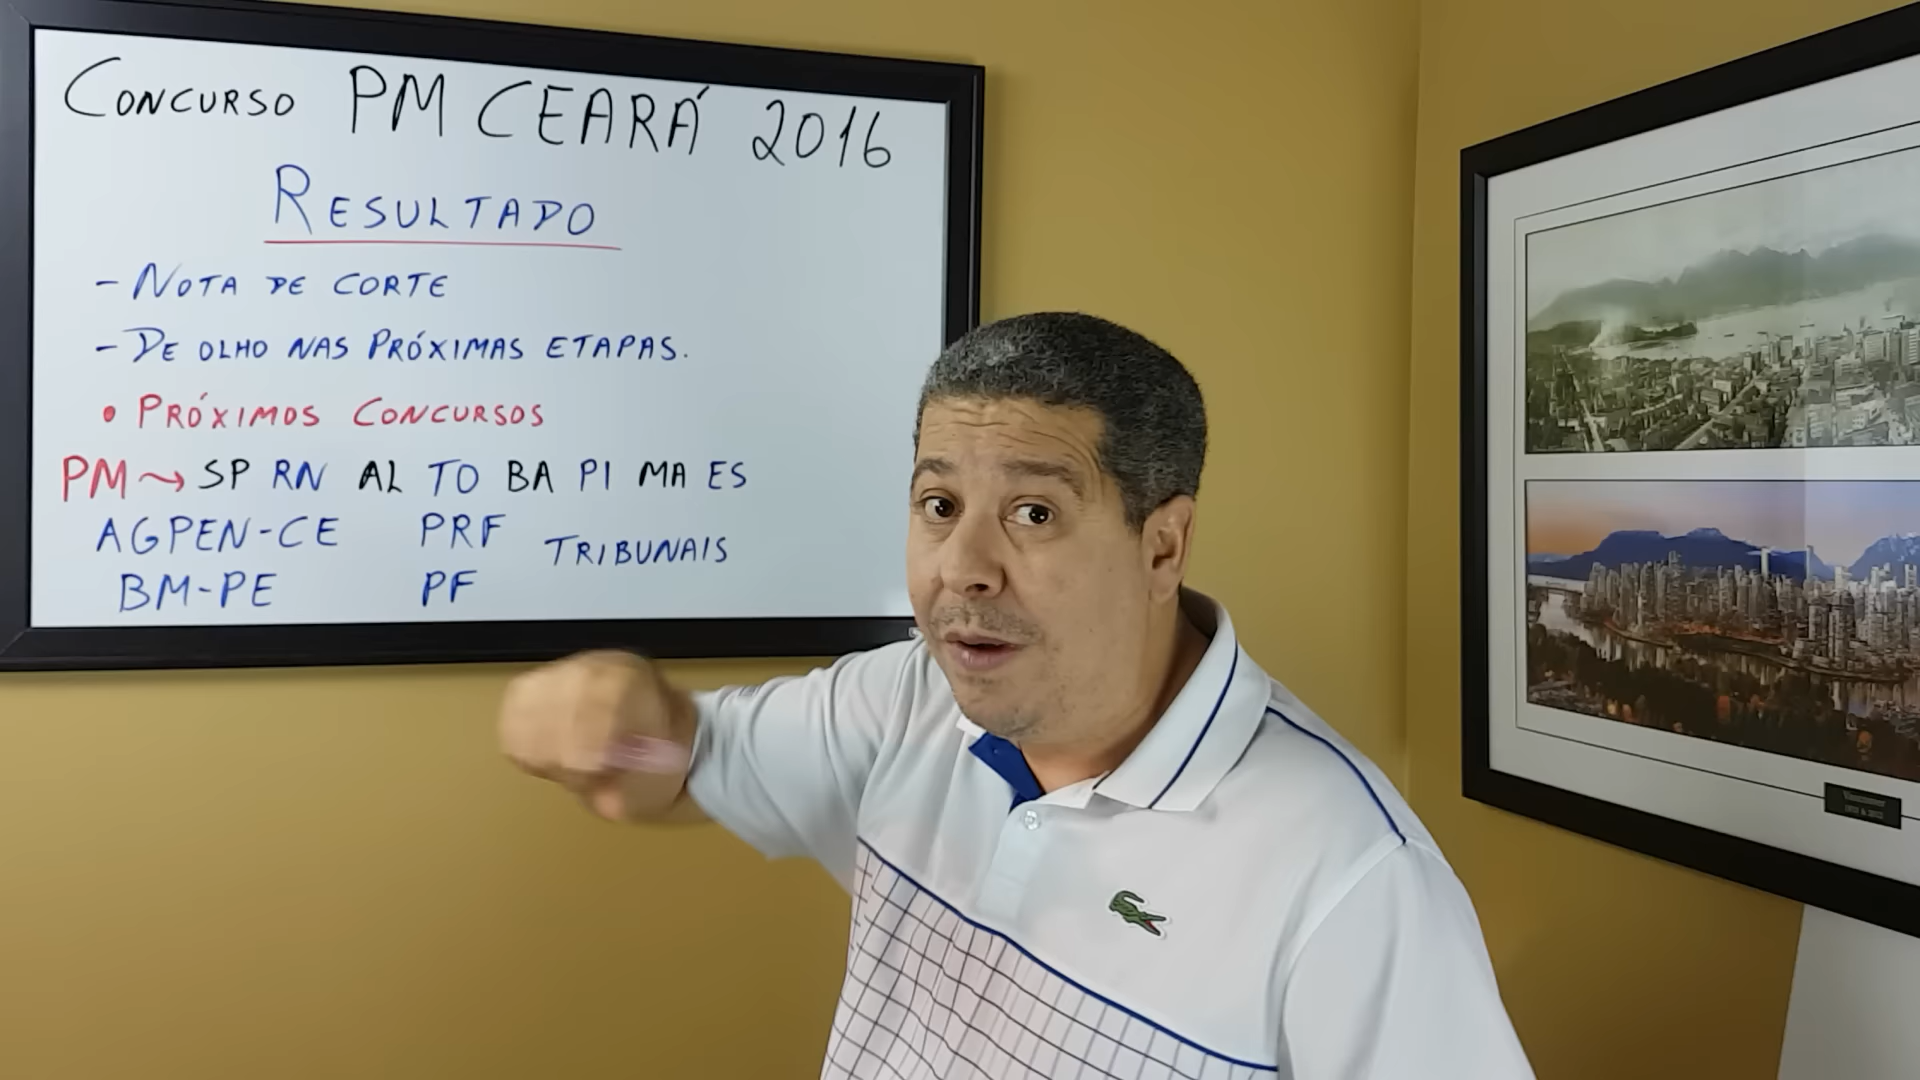 CONCURSO PM CEARÁ 2016
RESULTADO
- NOTA DE CORTE
- DE OLHO NAS PRÓXIMAS ETAPAS.
• PRÓXIMOS CONCURSOS
PM → SP RN AL TO BA PI MA ES
AGPEN-CE PRF TRIBUNAIS
BM-PE PF
Vancouver